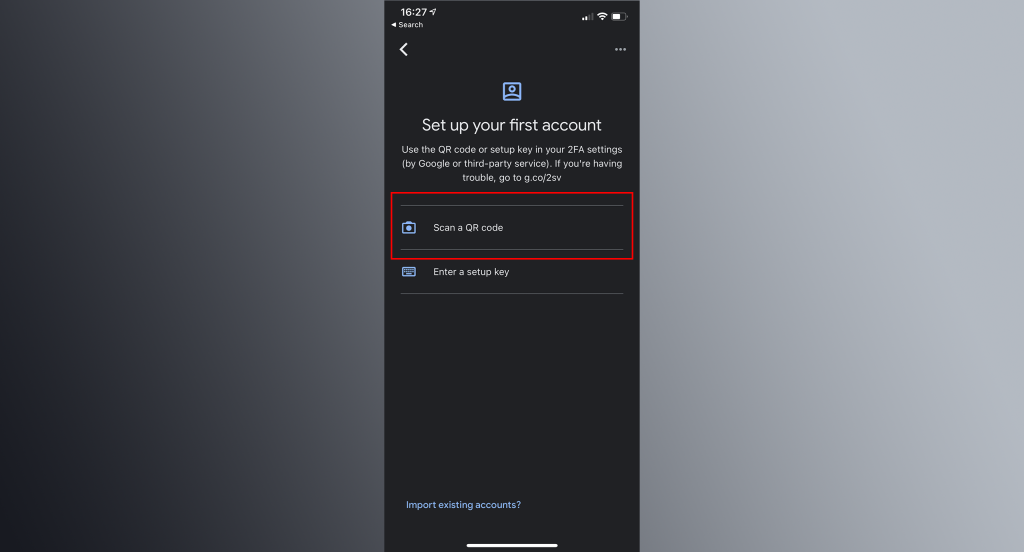 16:27
◀ Search
Set up your first account
Use the QR code or setup key in your 2FA settings
(by Google or third-party service). If you're having
trouble, go to g.co/2sv
Scan a QR code
Enter a setup key
Import existing accounts?